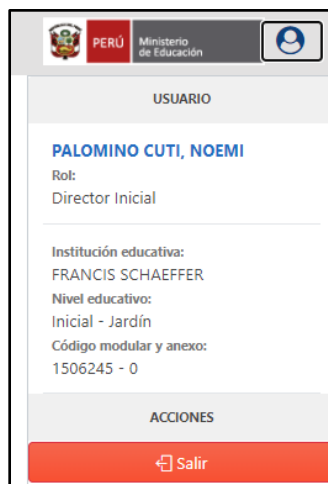 PERÚ
Ministerio
de Educación
USUARIO
PALOMINO CUTI, NOEMI
Rol:
Director Inicial
Institución educativa:
FRANCIS SCHAEFFER
Nivel educativo:
Inicial - Jardín
Código modular y anexo:
1506245 - 0
ACCIONES
Salir